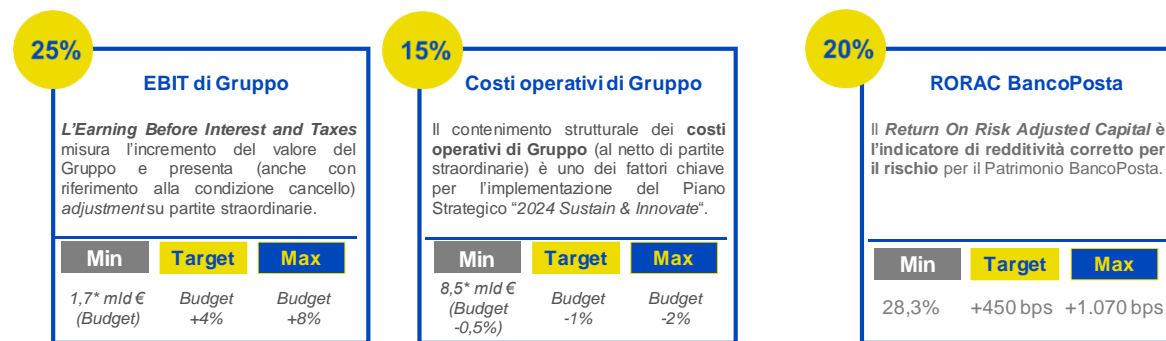 25%
EBIT di Gruppo
L'Earning Before Interest and Taxes
misura l'incremento del valore del
Gruppo e presenta (anche con
riferimento alla condizione cancello)
adjustment su partite straordinarie.
Min Target Max
1,7* mld € (Budget)
Budget +4%
Budget +8%
15%
Costi operativi di Gruppo
Il contenimento strutturale dei costi
operativi di Gruppo (al netto di partite
straordinarie) è uno dei fattori chiave
per l'implementazione del Piano
Strategico “2024 Sustain & Innovate“.
Min Target Max
8,5* mld € (Budget -0,5%)
Budget -1%
Budget -2%
20%
RORAC BancoPosta
Il Return On Risk Adjusted Capital è
l'indicatore di redditività corretto per
il rischio per il Patrimonio BancoPosta.
Min Target Max
28,3% +450 bps +1.070 bps